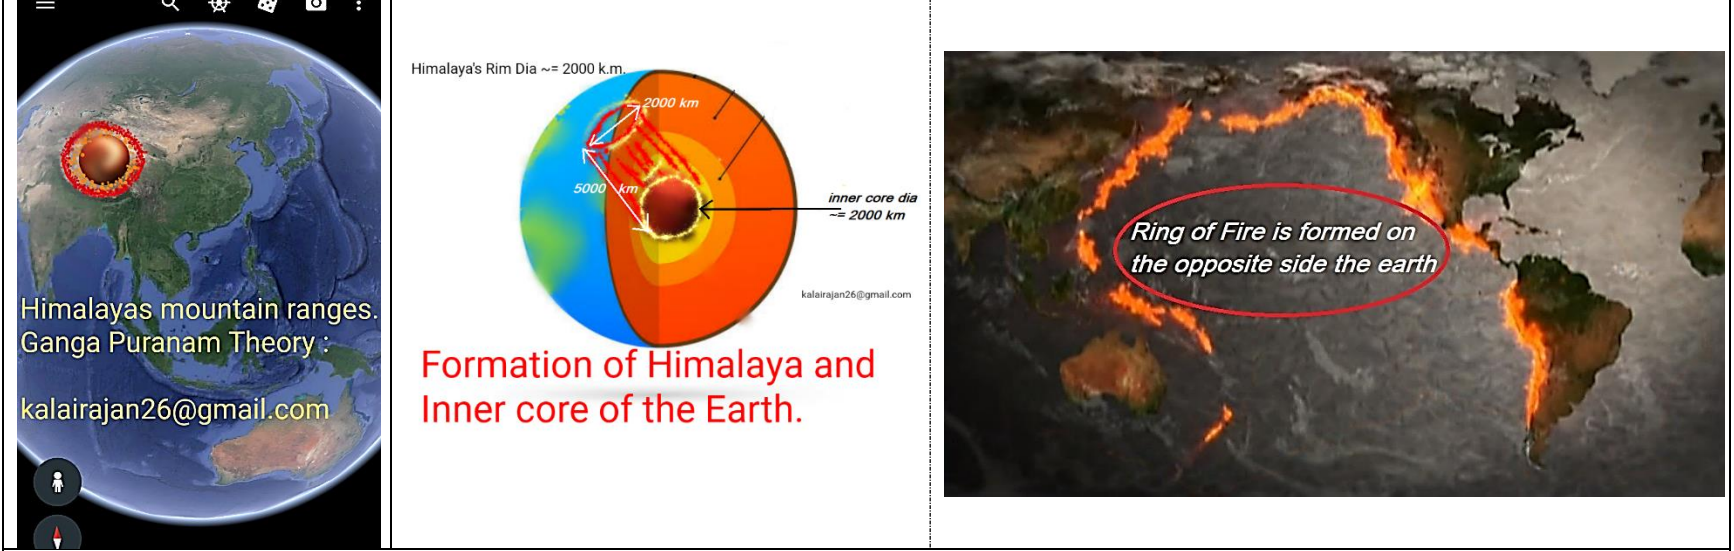 Himalayas mountain ranges.
Ganga Puranam Theory :
kalairajan26@gmail.com
Himalaya's Rim Dia ~= 2000 k.m.
2000 km
5000 km
inner core dia
~= 2000 km
kalairajan26@gmail.com
Formation of Himalaya and
Inner core of the Earth.
Ring of Fire is formed on
the opposite side the earth